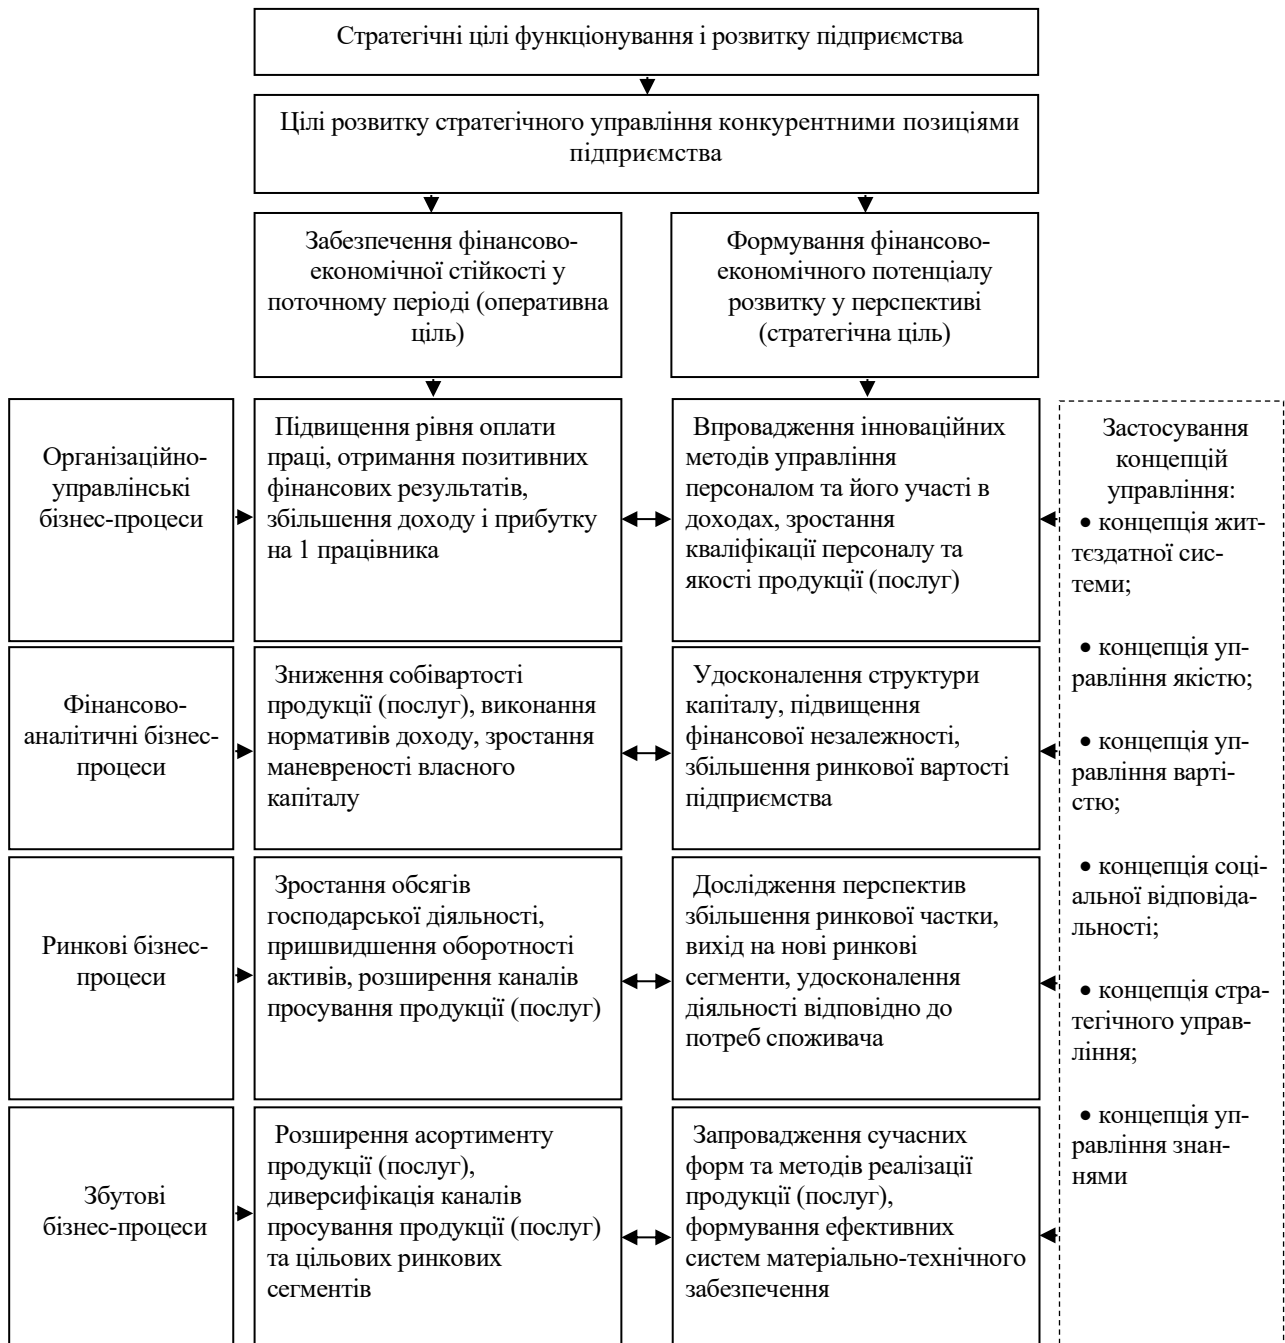 Стратегічні цілі функціонування і розвитку підприємства
Цілі розвитку стратегічного управління конкурентними позиціями
підприємства
Забезпечення фінансово-
економічної стійкості у
поточному періоді (оперативна
ціль)
Формування фінансово-
економічного потенціалу
розвитку у перспективі
(стратегічна ціль)
Організаційно-
управлінські
бізнес-процеси
Підвищення рівня оплати
праці, отримання позитивних
фінансових результатів,
збільшення доходу і прибутку
на 1 працівника
Впровадження інноваційних
методів управління
персоналом та його участі в
доходах, зростання
кваліфікації персоналу та
якості продукції (послуг)
Фінансово-
аналітичні бізнес-
процеси
Зниження собівартості
продукції (послуг), виконання
нормативів доходу, зростання
маневреності власного
капіталу
Удосконалення структури
капіталу, підвищення
фінансової незалежності,
збільшення ринкової вартості
підприємства
Ринкові бізнес-
процеси
Зростання обсягів
господарської діяльності,
пришвидшення оборотності
активів, розширення каналів
просування продукції (послуг)
Дослідження перспектив
збільшення ринкової частки,
вихід на нові ринкові
сегменти, удосконалення
діяльності відповідно до
потреб споживача
Збутові
бізнес-процеси
Розширення асортименту
продукції (послуг),
диверсифікація каналів
просування продукції (послуг)
та цільових ринкових
сегментів
Запровадження сучасних
форм та методів реалізації
продукції (послуг),
формування ефективних
систем матеріально-технічного
забезпечення
Застосування
концепцій
управління:
• концепція жит-
тєздатної сис-
теми;
• концепція уп-
равління якістю;
• концепція уп-
равління варті-
стю;
• концепція соці-
альної відповіда-
льності;
• концепція стра-
тегічного управ-
ління;
• концепція уп-
равління знан-
нями